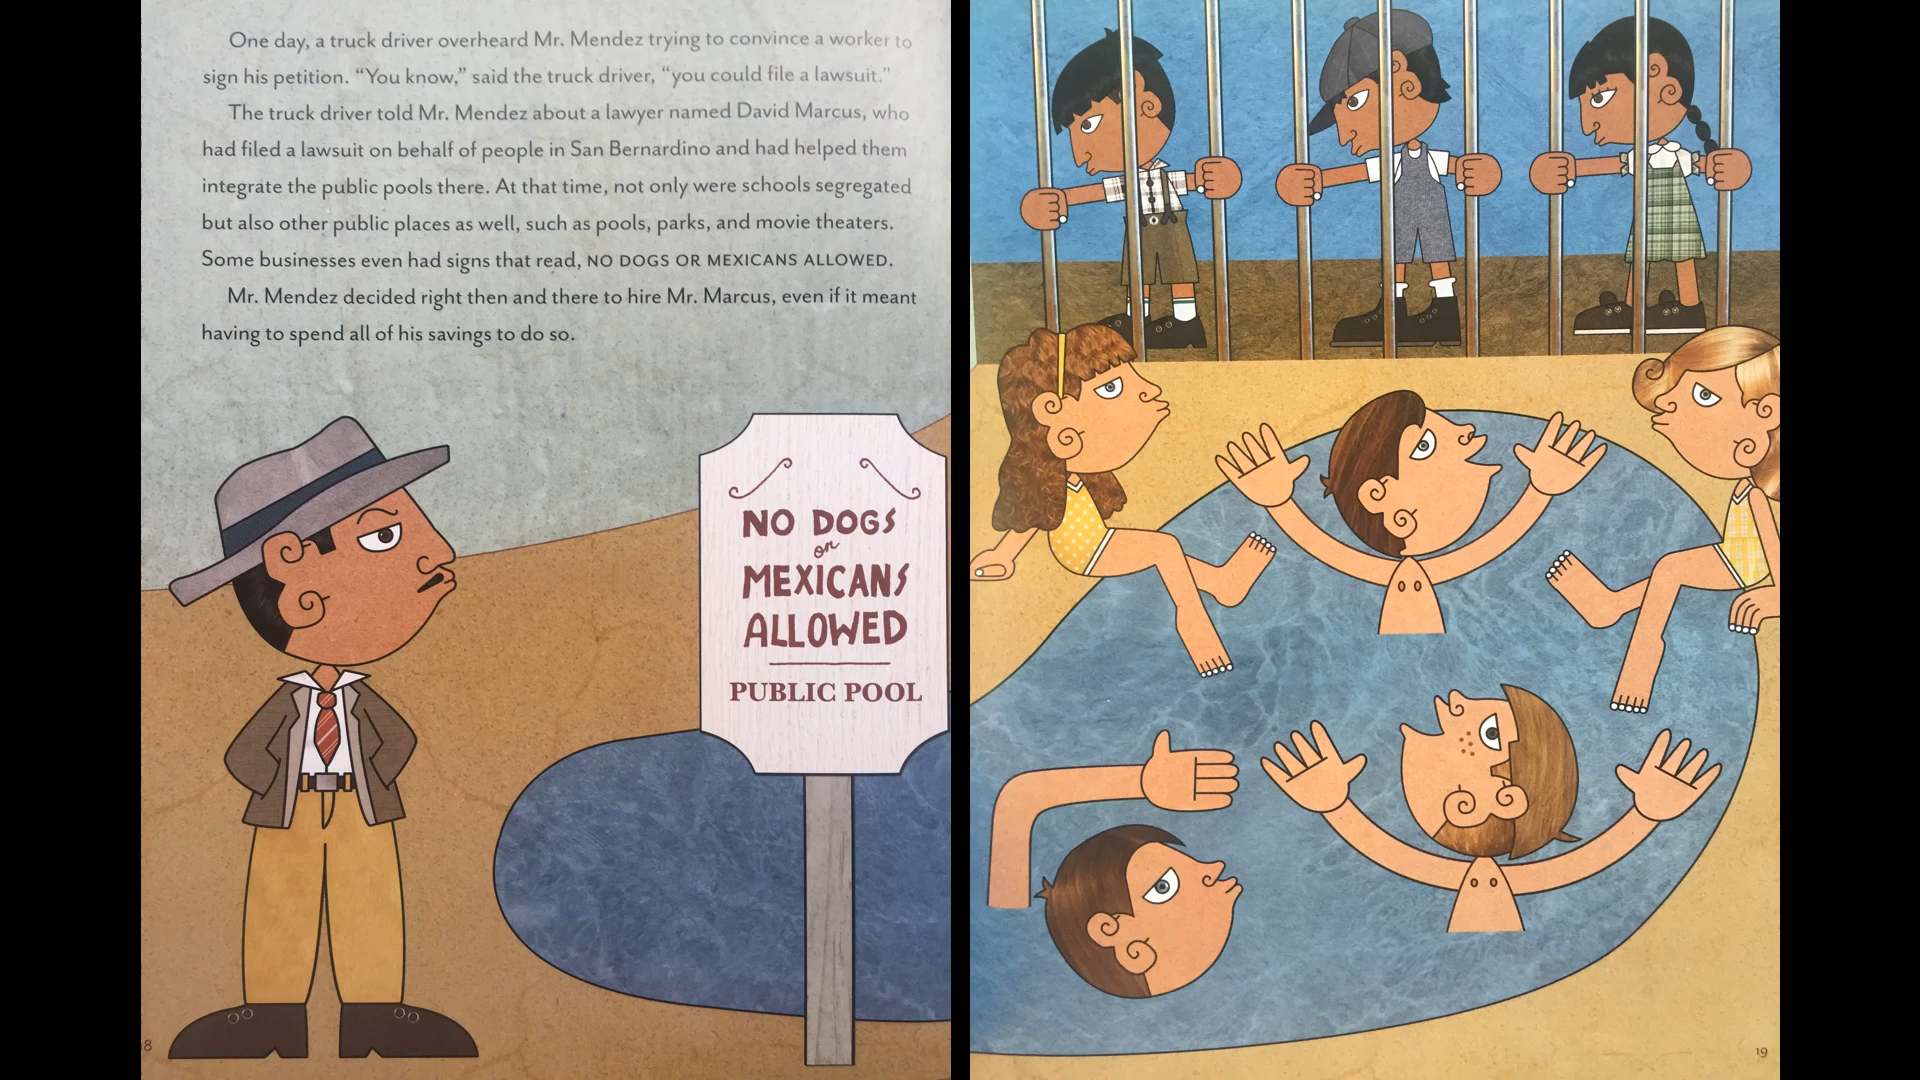 One day, a truck driver overheard Mr. Mendez trying to convince a worker to
sign his petition. “You know,” said the truck driver, “you could file a lawsuit.”
The truck driver told Mr. Mendez about a lawyer named David Marcus, who
had filed a lawsuit on behalf of people in San Bernardino and had helped them
integrate the public pools there. At that time, not only were schools segregated
but also other public places as well, such as pools, parks, and movie theaters.
Some businesses even had signs that read, NO DOGS OR MEXICANS ALLOWED.
Mr. Mendez decided right then and there to hire Mr. Marcus, even if it meant
having to spend all of his savings to do so.
NO DOGS
or
MEXICANS
ALLOWED
PUBLIC POOL
8
19